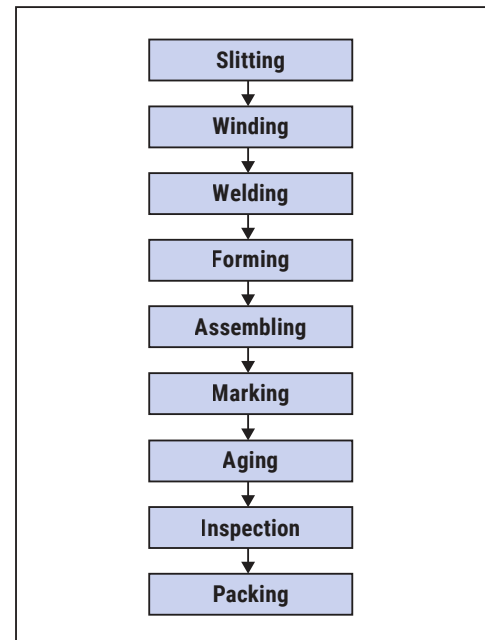 Slitting
Winding
Welding
Forming
Assembling
Marking
Aging
Inspection
Packing